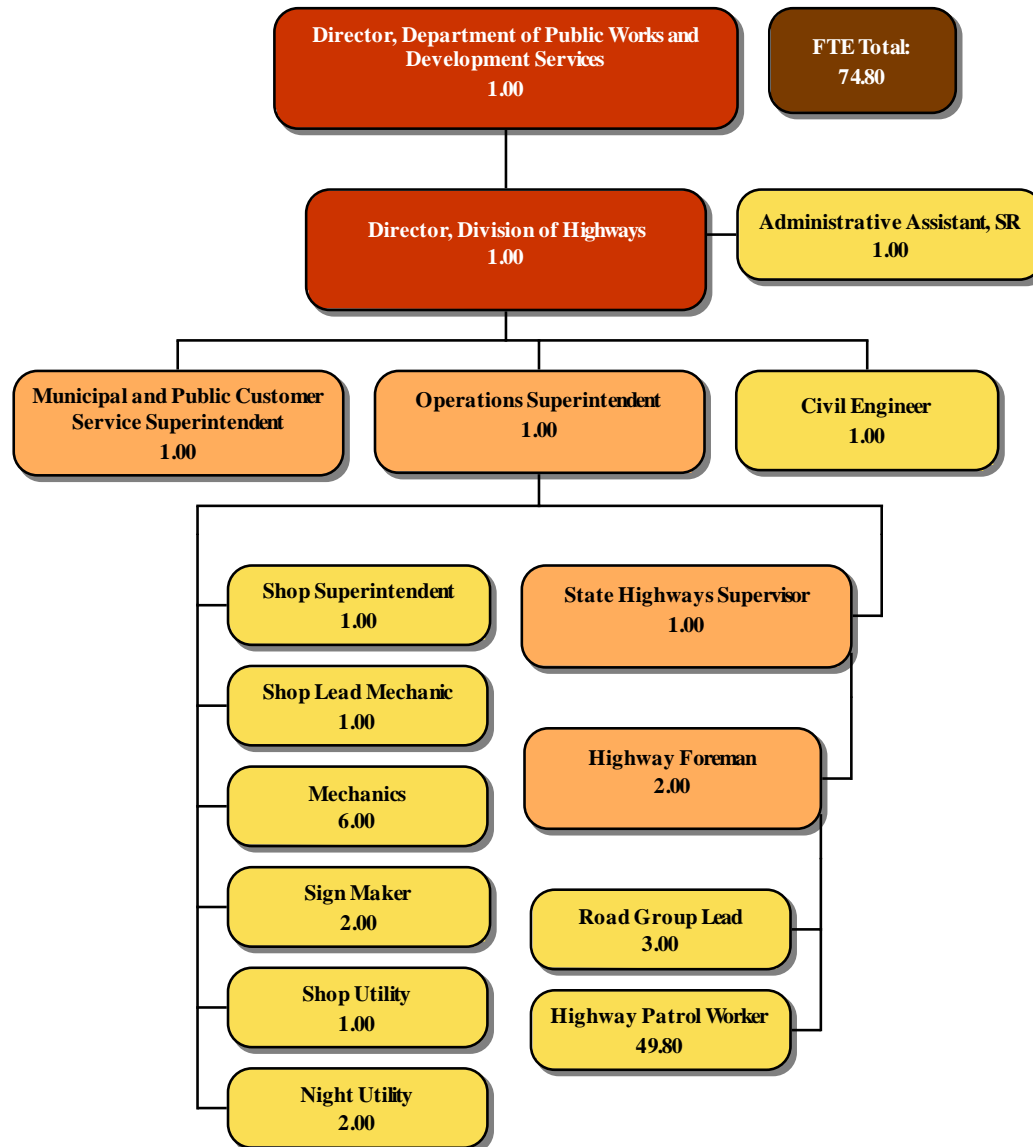 Director, Department of Public Works and
Development Services
1.00
FTE Total:
74.80
Director, Division of Highways
1.00
Administrative Assistant, SR
1.00
Municipal and Public Customer
Service Superintendent
1.00
Operations Superintendent
1.00
Civil Engineer
1.00
Shop Superintendent
1.00
Shop Lead Mechanic
1.00
Mechanics
6.00
Sign Maker
2.00
Shop Utility
1.00
Night Utility
2.00
State Highways Supervisor
1.00
Highway Foreman
2.00
Road Group Lead
3.00
Highway Patrol Worker
49.80